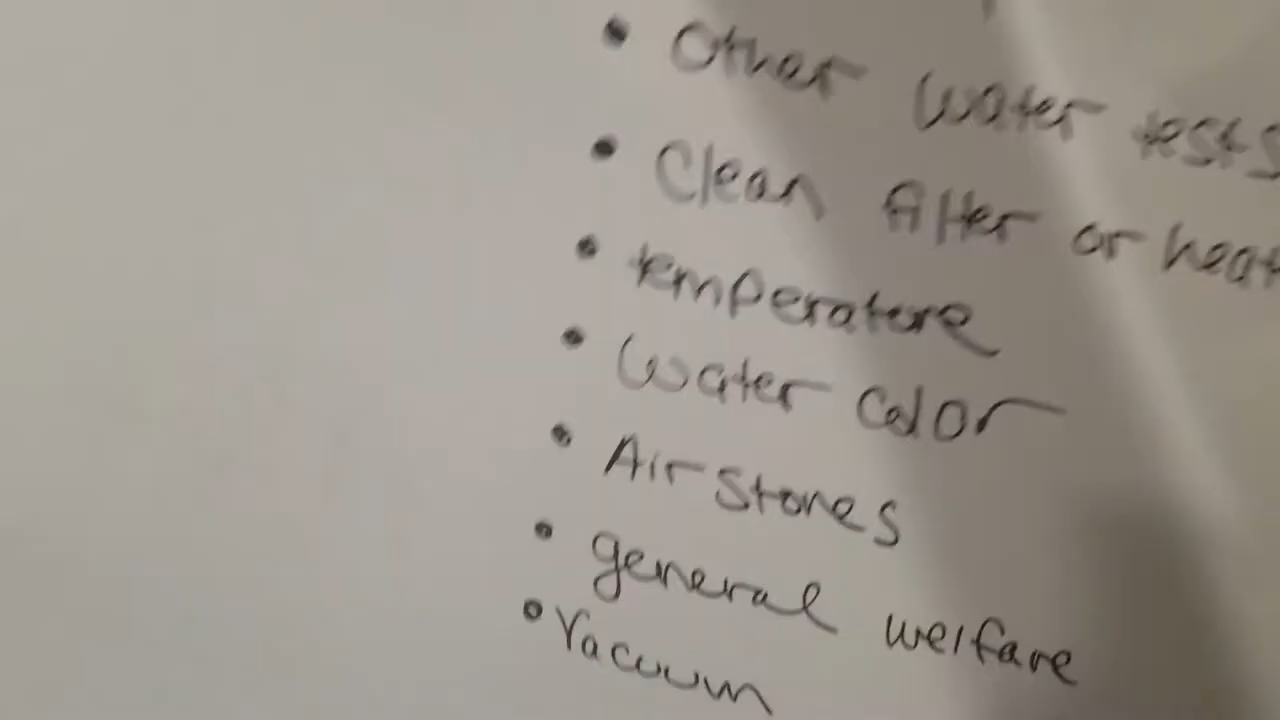 • Other water tests
• Clean filter or heat
• temperature
• Water color
• Air Stones
• general welfare
• Vacuum